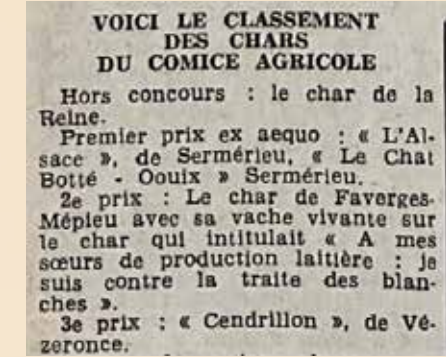 VOICI LE CLASSEMENT
DES CHARS
DU COMICE AGRICOLE
Hors concours : le char de la
Reine.
Premier prix ex aequo : « L'Al-
sace », de Sermérieu, « Le Chat
Botté - Oouix » Sermérieu.
2e prix : Le char de Faverges-
Mépieu avec sa vache vivante sur
le char qui intitulait « A mes
sœurs de production laitière : je
suis contre la traite des blan-
ches ».
3e prix : « Cendrillon », de Vé-
zeronce.